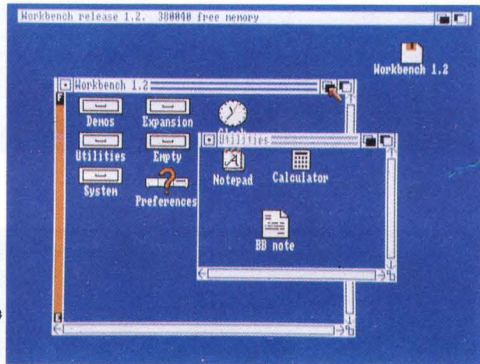 Workbench release 1.2. 380040 free memory
Workbench 1.2
Workbench 1.2
F
Demos
Expansion
Clock
Utilities
Empty
System
Preferences
E
Utilities
Notepad
Calculator
BB note